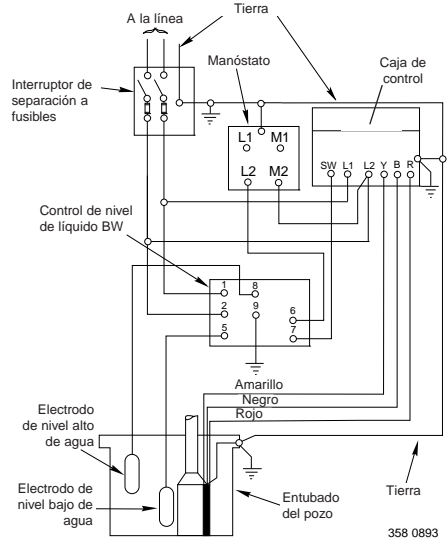 A la línea
Tierra
Interruptor de
separación a
fusibles
Manóstato
Caja de
control
L1 M1
L2 M2
SW L1 L2 Y B R
Control de nivel
de líquido BW
1 8
2 9 6
5 7
Amarillo
Negro
Rojo
Electrodo
de nivel alto
de agua
Electrodo de
nivel bajo de
agua
Entubado
del pozo
Tierra
358 0893